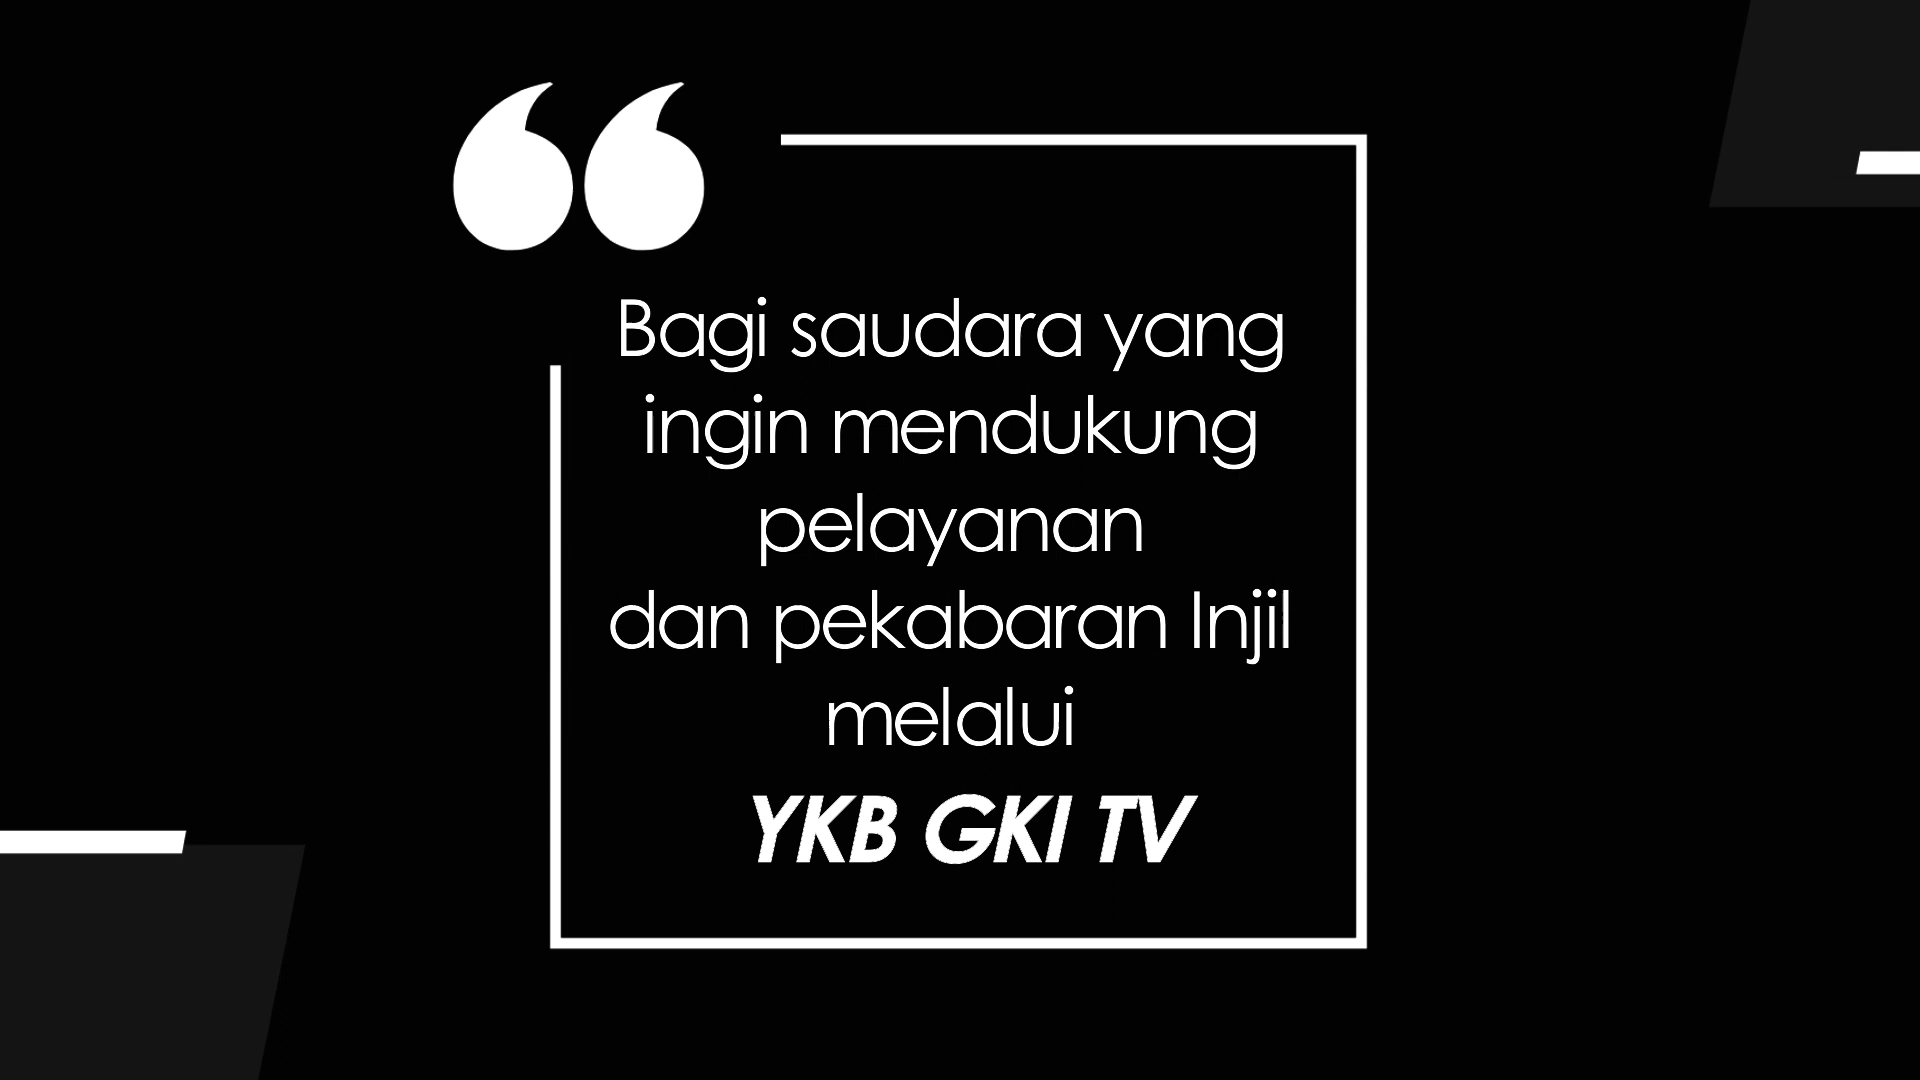 Bagi saudara yang
ingin mendukung
pelayanan
dan pekabaran Injil
melalui
YKB GKI TV